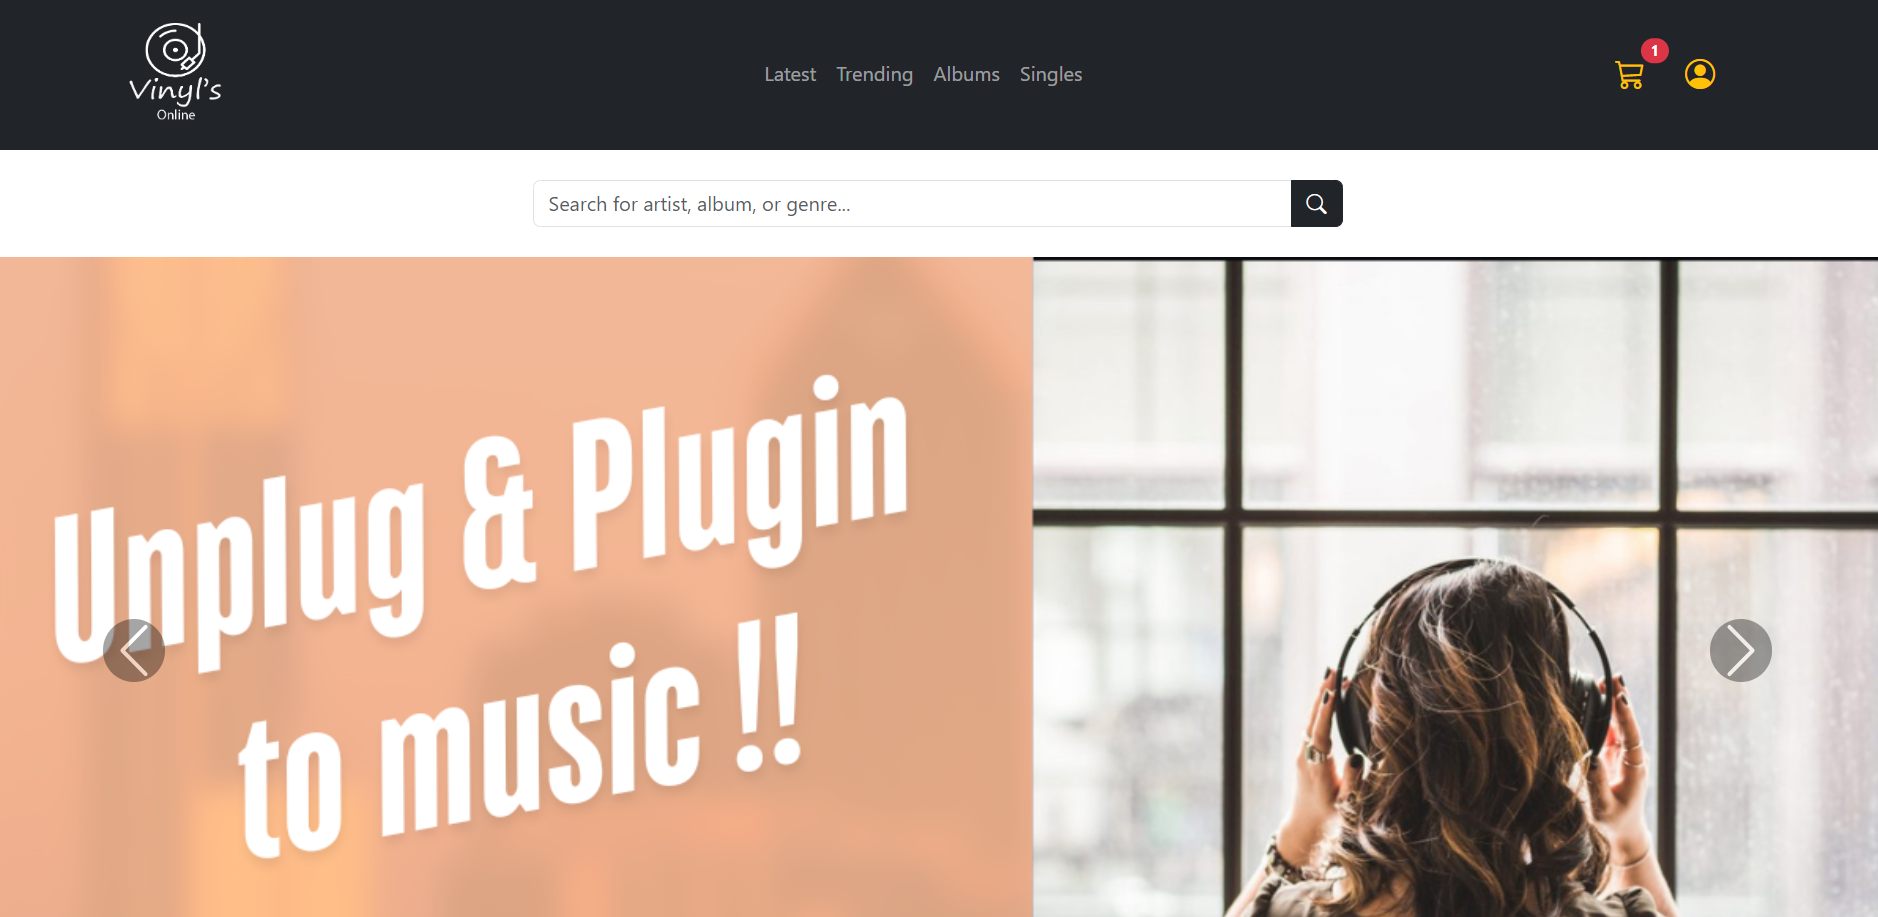 Vinyl's
Online
Latest Trending Albums Singles
1
Search for artist, album, or genre...
Unplug & Plugin
to music !!